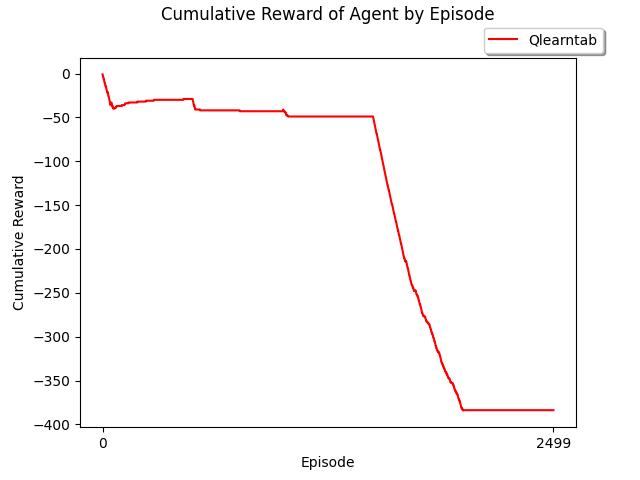 Cumulative Reward of Agent by Episode
Qlearntab
0
−50
−100
−150
−200
−250
−300
−350
−400
Cumulative Reward
0
2499
Episode